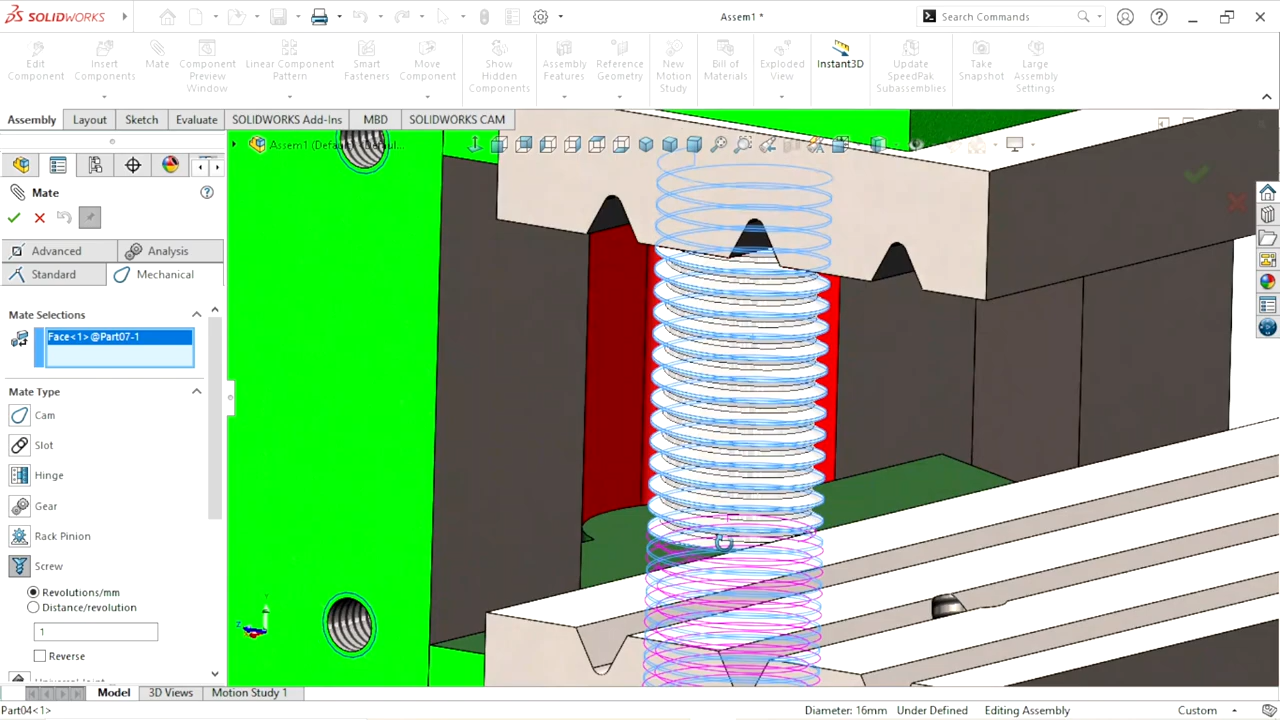 SOLIDWORKS
Assem1 *
Search Commands
Edit
Component
Insert
Components
Mate
Component
Preview
Window
Linear Component
Pattern
Smart
Fasteners
Move
Component
Show
Hidden
Components
Assembly
Features
Reference
Geometry
New
Motion
Study
Bill of
Materials
Exploded
View
Instant3D
Update
SpeedPak
Subassemblies
Take
Snapshot
Large
Assembly
Settings
Assembly
Layout
Sketch
Evaluate
SOLIDWORKS Add-Ins
MBD
SOLIDWORKS CAM
Assem1 (Default) <Defaul...
Mate
Advanced
Analysis
Standard
Mechanical
Mate Selections
Face<1>@Part07-1
Mate Type
Cam
Slot
Hinge
Gear
Rack Pinion
Screw
Revolutions/mm
Distance/revolution
1
Reverse
Model
3D Views
Motion Study 1
Part04<1>
Diameter: 16mm
Under Defined
Editing Assembly
Custom